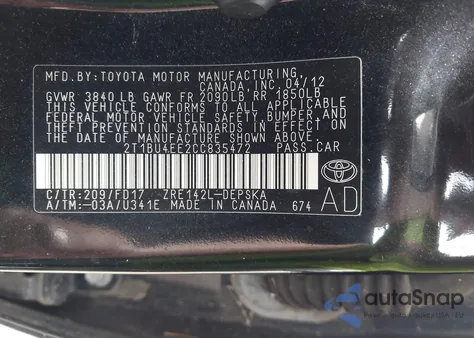 MFD.BY:TOYOTA MOTOR MANUFACTURING,
CANADA, INC. 04/12
GVWR 3840 LB GAWR FR 2090LB RR 1850LB
THIS VEHICLE CONFORMS TO ALL APPLICABLE
FEDERAL MOTOR VEHICLE SAFETY, BUMPER AND
THEFT PREVENTION STANDARDS IN EFFECT ON
THE DATE OF MANUFACTURE SHOWN ABOVE.
2T1BU4EE2CC835472 PASS.CAR
C/TR:209/FD17 ZRE142L-DEPSKA
A/TM:-03A/U341E MADE IN CANADA 674
AD
autoSnap